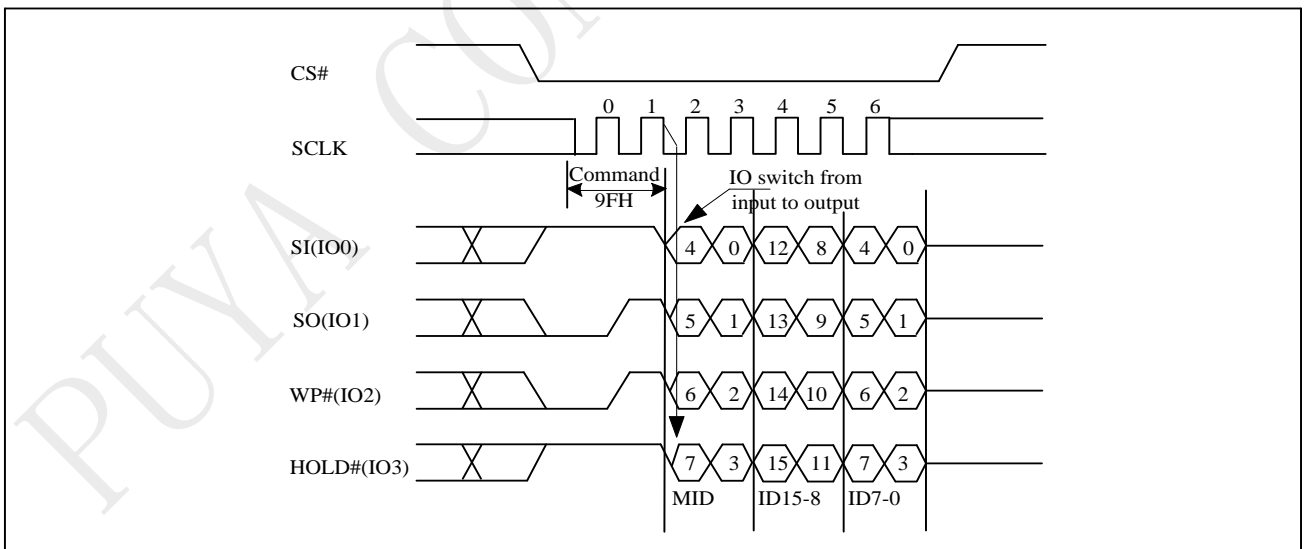 PUYA CON
CS#
0 1 2 3 4 5 6
SCLK
Command
9FH
IO switch from
input to output
SI(IO0) 4 0 12 8 4 0
SO(IO1) 5 1 13 9 5 1
WP#(IO2) 6 2 14 10 6 2
HOLD#(IO3) 7 3 15 11 7 3
MID ID15-8 ID7-0